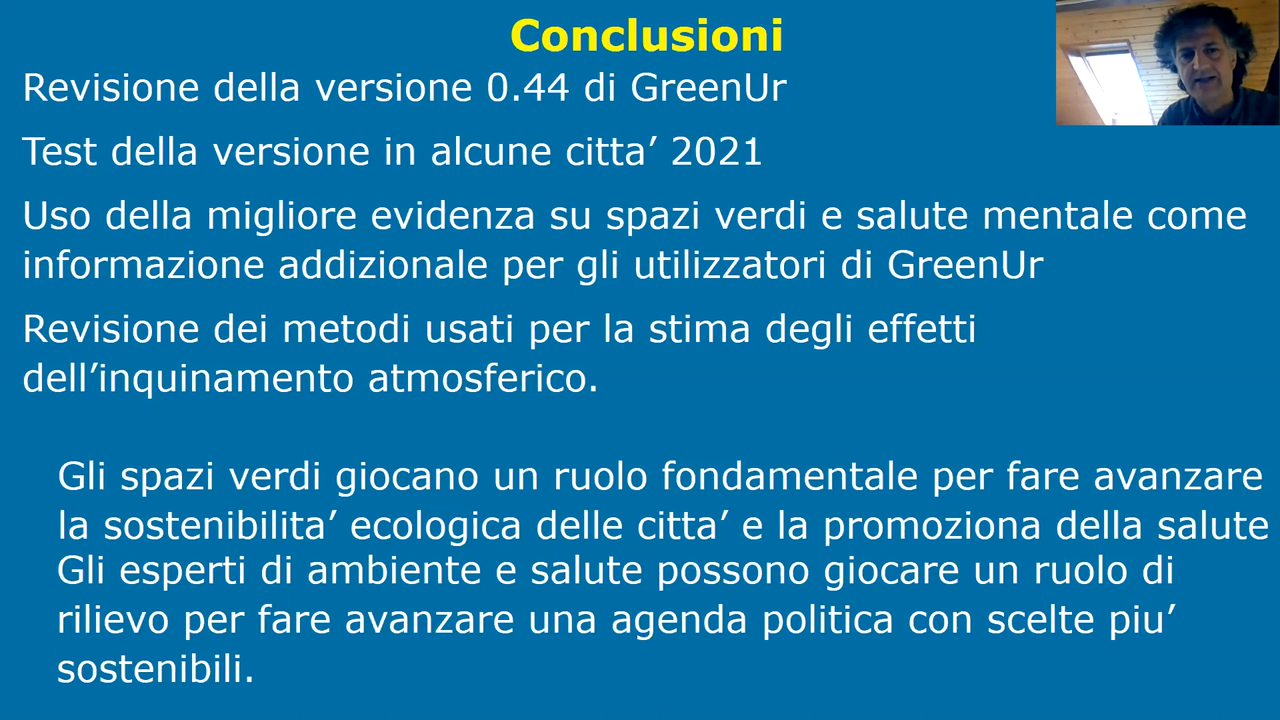 Conclusioni
Revisione della versione 0.44 di GreenUr
Test della versione in alcune citta’ 2021
Uso della migliore evidenza su spazi verdi e salute mentale come
informazione addizionale per gli utilizzatori di GreenUr
Revisione dei metodi usati per la stima degli effetti
dell’inquinamento atmosferico.
Gli spazi verdi giocano un ruolo fondamentale per fare avanzare
la sostenibilita’ ecologica delle citta’ e la promoziona della salute
Gli esperti di ambiente e salute possono giocare un ruolo di
rilievo per fare avanzare una agenda politica con scelte piu’
sostenibili.